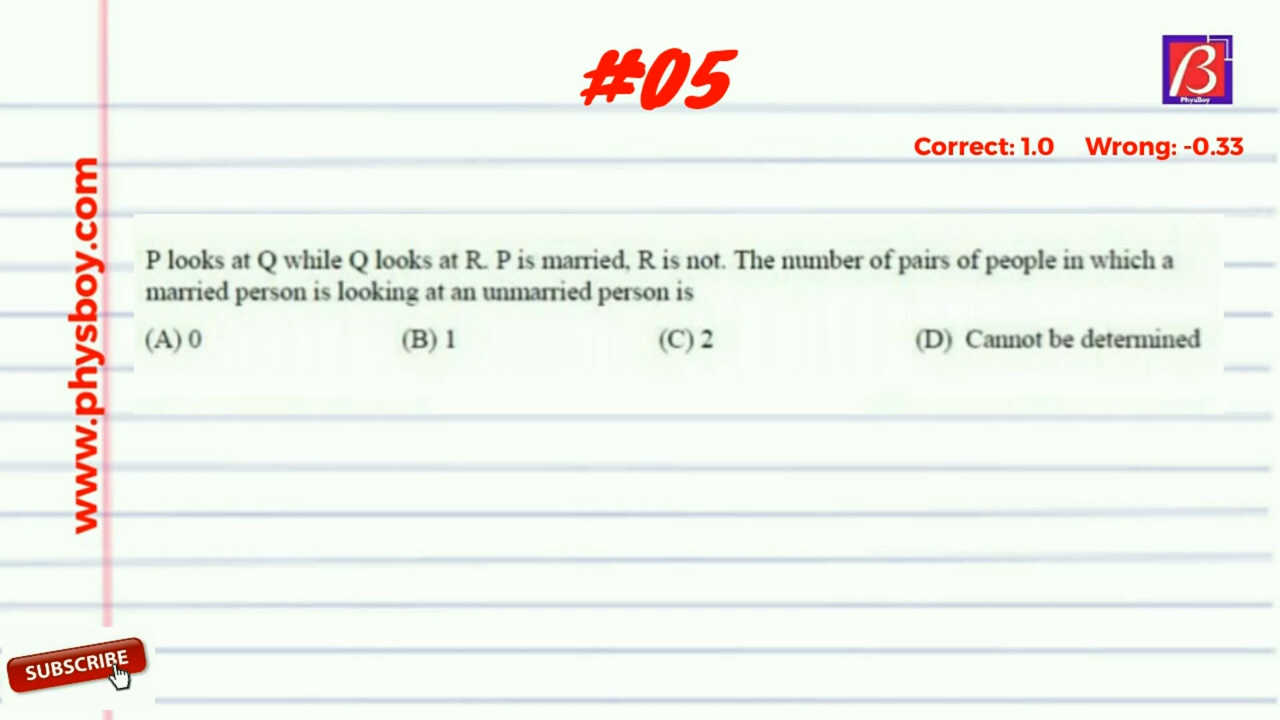 #05
PhysBoy
Correct: 1.0 Wrong: -0.33
www.physboy.com
P looks at Q while Q looks at R. P is married, R is not. The number of pairs of people in which a
married person is looking at an unmarried person is
(A) 0 (B) 1 (C) 2 (D) Cannot be determined
SUBSCRIBE